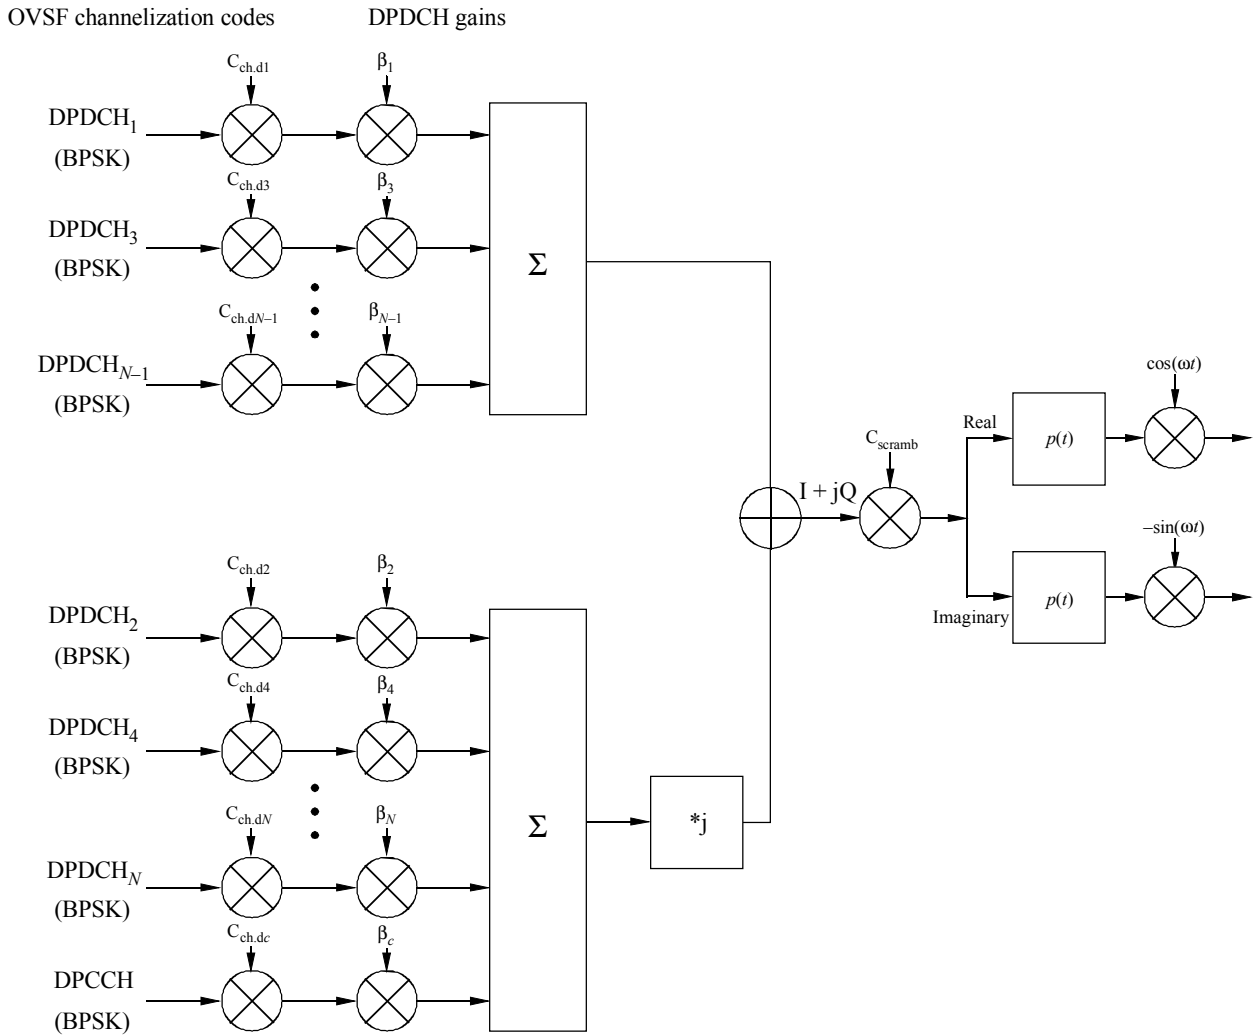 OVSF channelization codes DPDCH gains
C_ch.d1 β_1
DPDCH_1
(BPSK)
C_ch.d3 β_3
DPDCH_3
(BPSK)
Σ
C_ch.dN–1 β_N–1
DPDCH_N–1
(BPSK)
cos(ωt)
Real
p(t)
C_scramb
I + jQ
–sin(ωt)
Imaginary
p(t)
C_ch.d2 β_2
DPDCH_2
(BPSK)
C_ch.d4 β_4
DPDCH_4
(BPSK)
Σ
*j
C_ch.dN β_N
DPDCH_N
(BPSK)
C_ch.dc β_c
DPCCH
(BPSK)